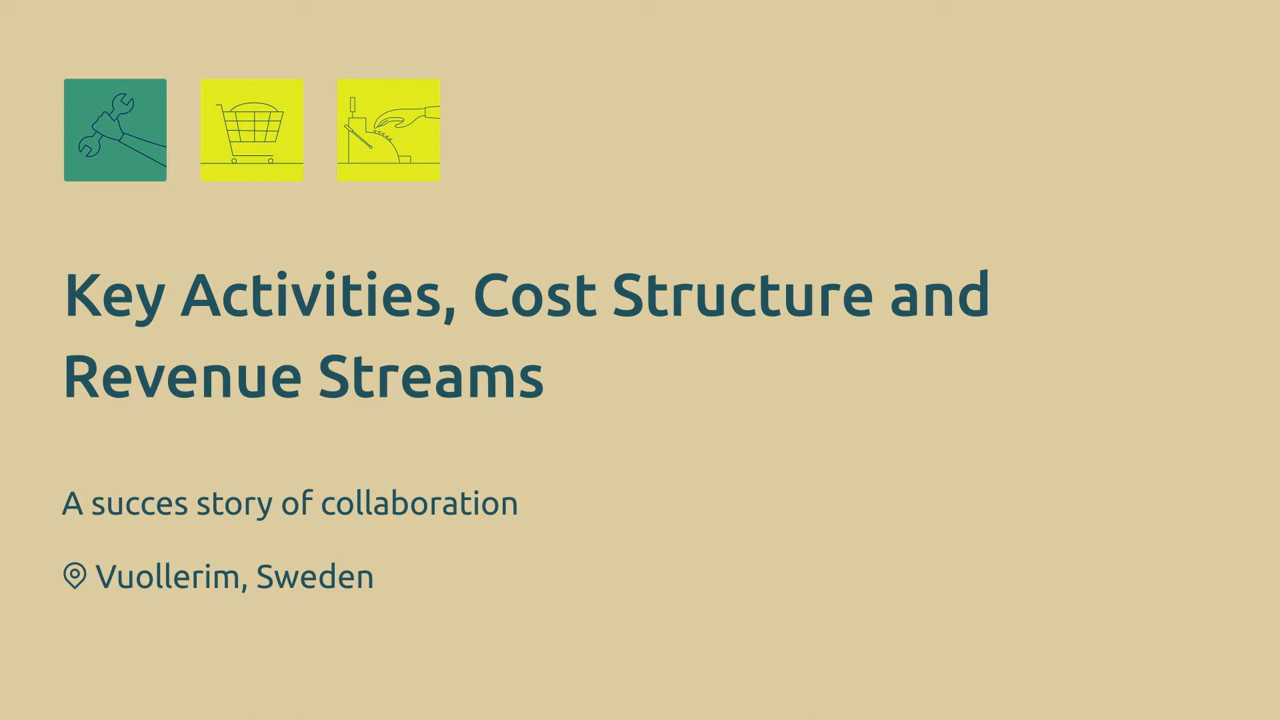 Key Activities, Cost Structure and
Revenue Streams
A succes story of collaboration
Vuollerim, Sweden